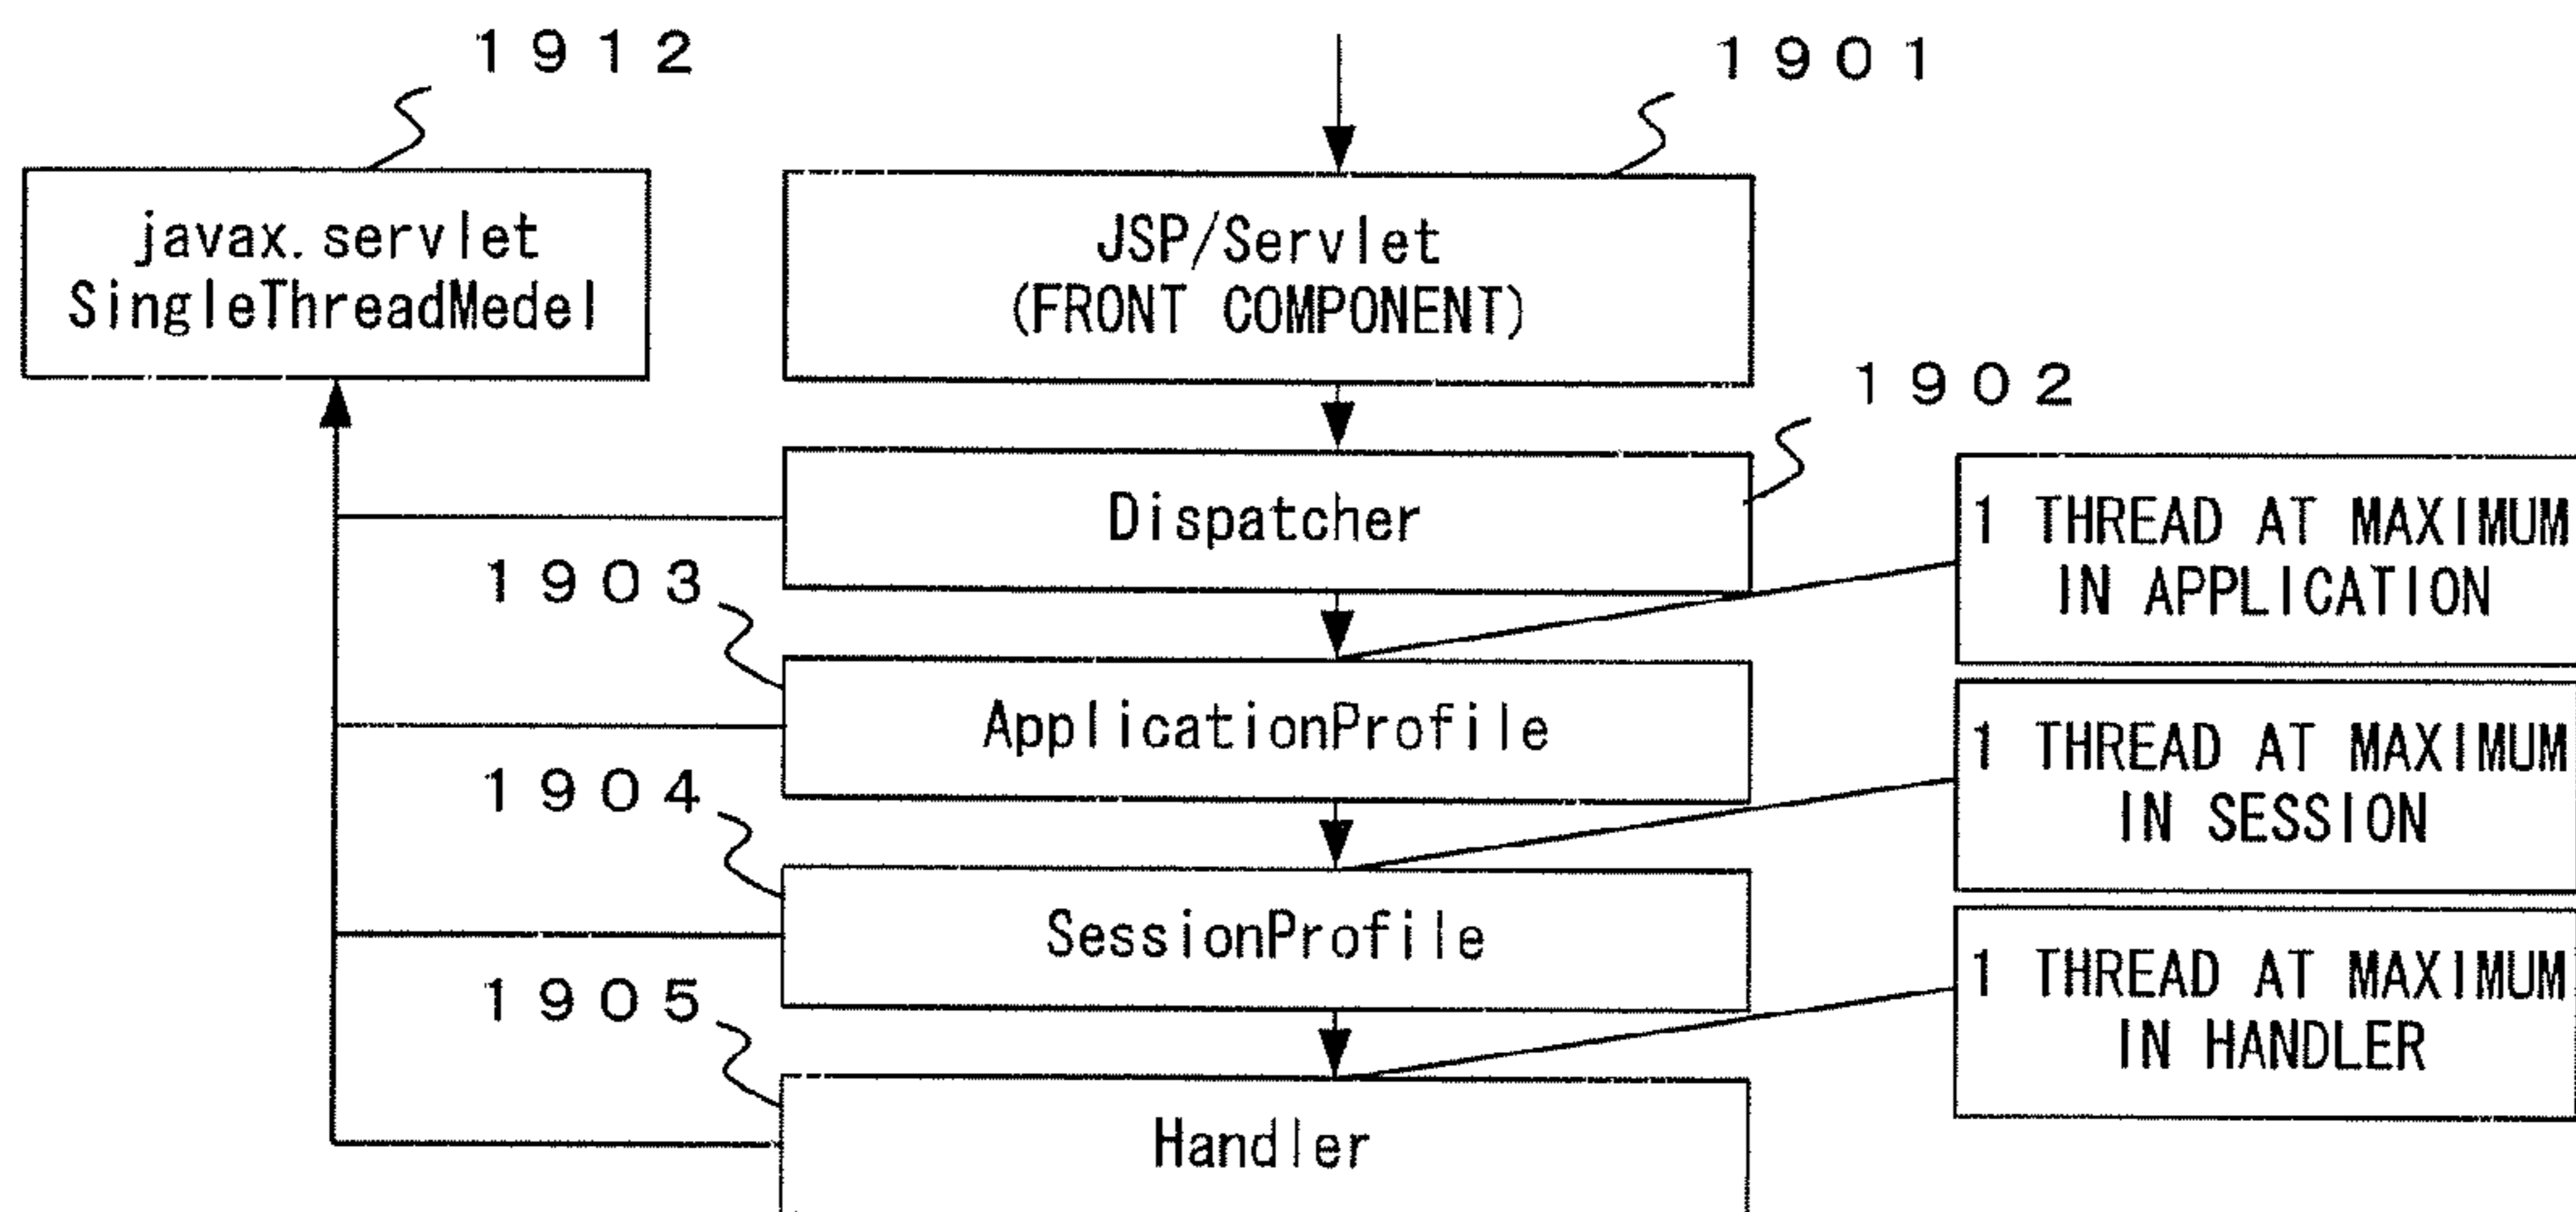 1912
1901
javax.servlet
SingleThreadMedel
JSP/Servlet
(FRONT COMPONENT)
1902
Dispatcher
1 THREAD AT MAXIMUM
IN APPLICATION
1903
ApplicationProfile
1 THREAD AT MAXIMUM
IN SESSION
1904
SessionProfile
1 THREAD AT MAXIMUM
IN HANDLER
1905
Handler